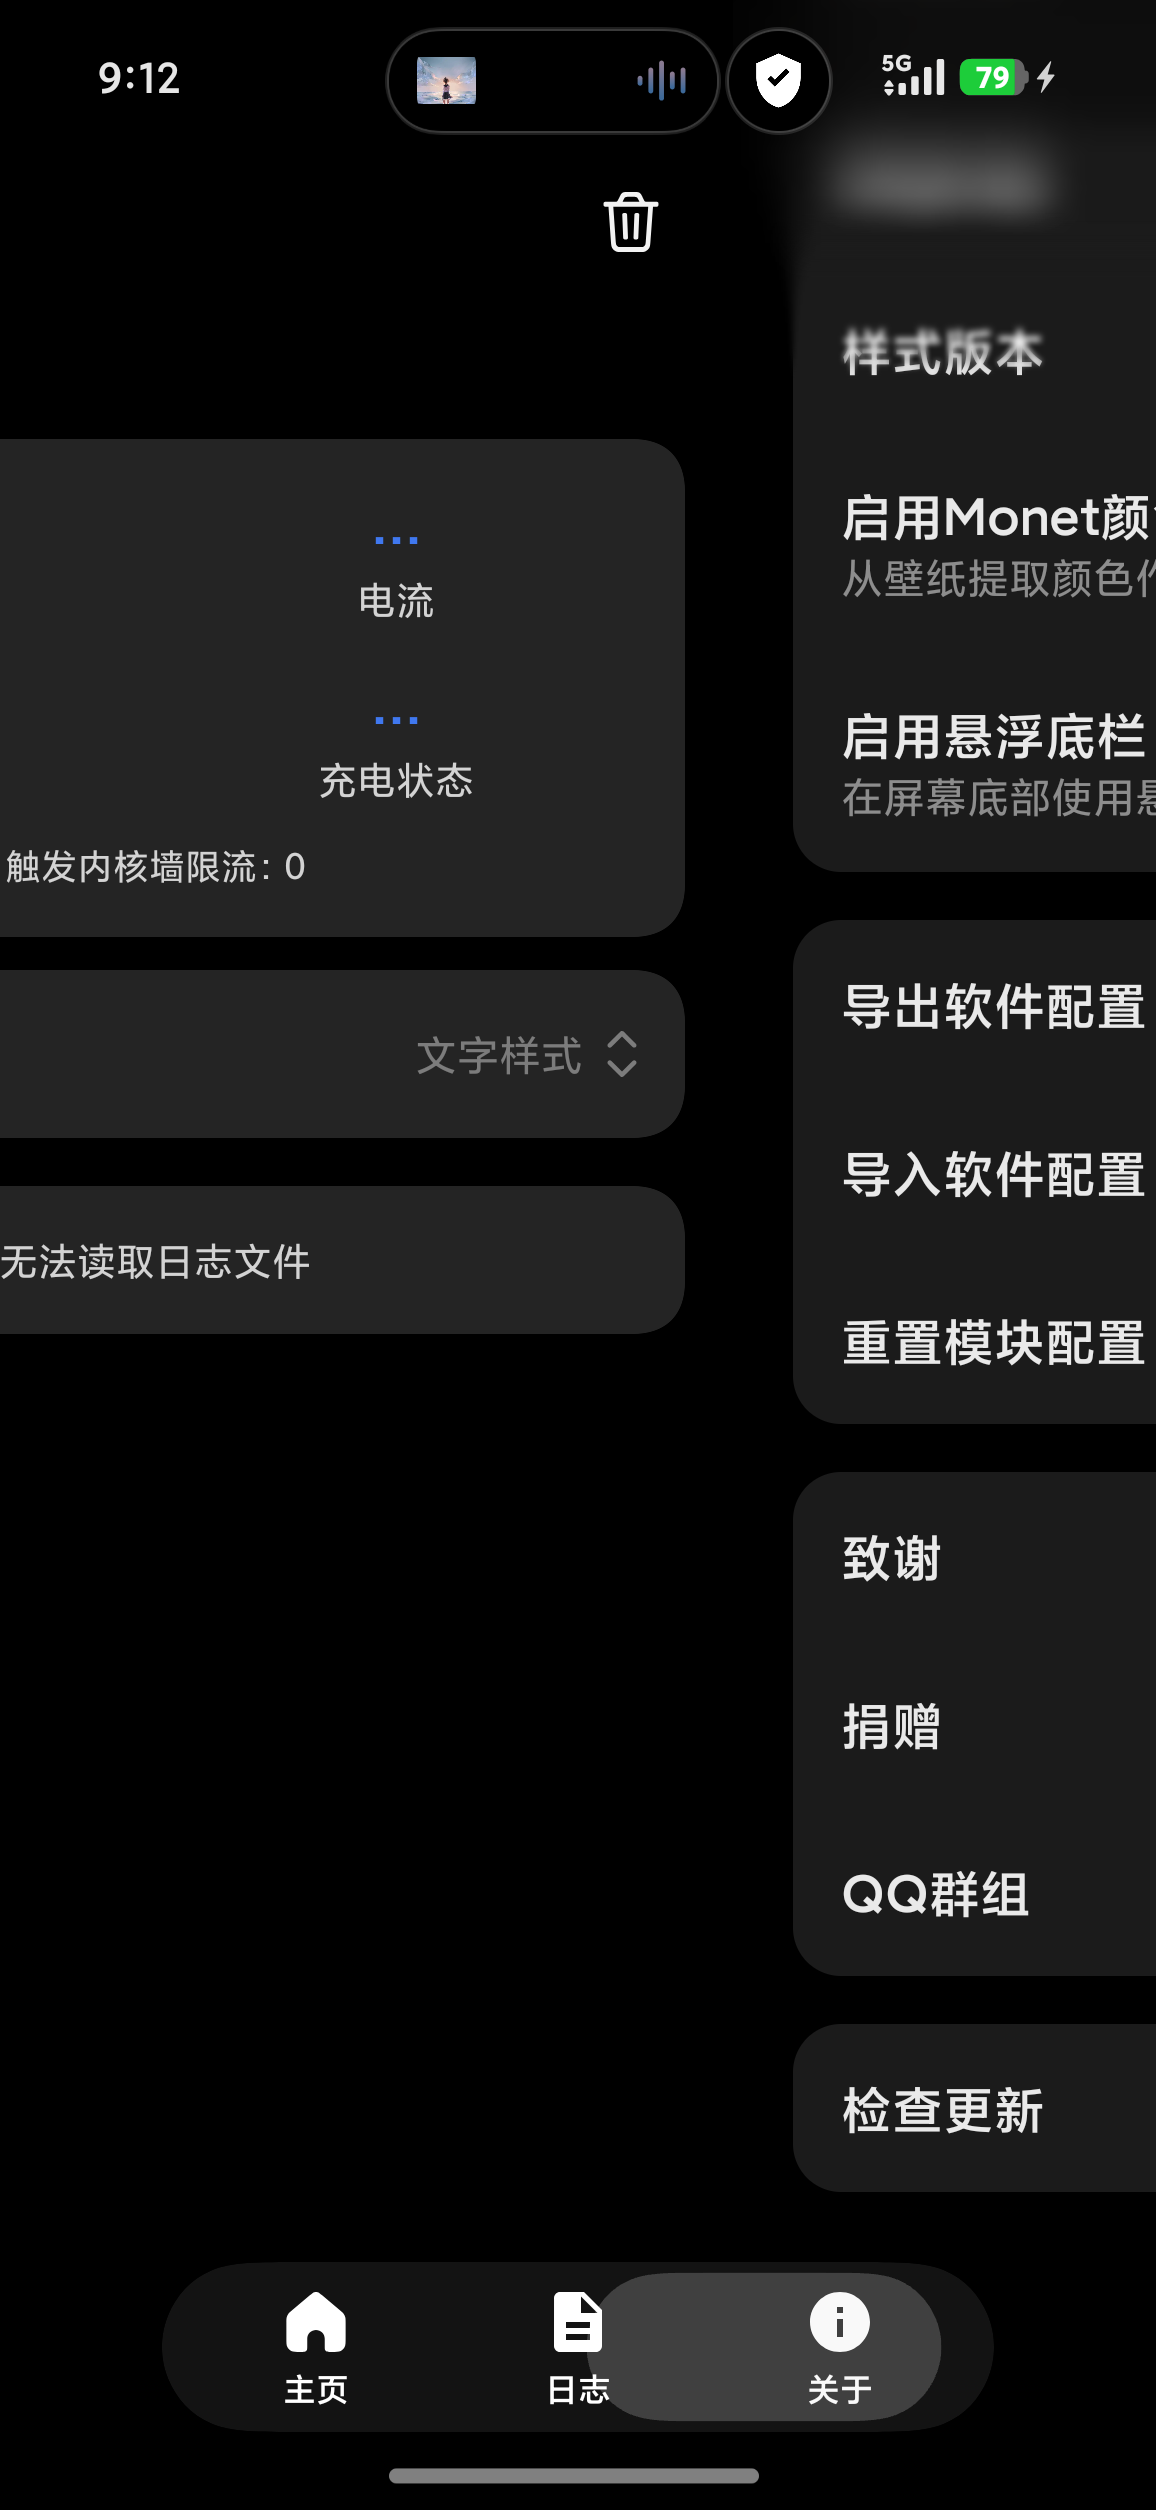 9:12
5G
79
电流
充电状态
触发内核墙限流: 0
文字样式
无法读取日志文件
样式版本
启用Monet颜
从壁纸提取颜色
启用悬浮底栏
在屏幕底部使用
导出软件配置
导入软件配置
重置模块配置
致谢
捐赠
QQ群组
检查更新
主页
日志
关于